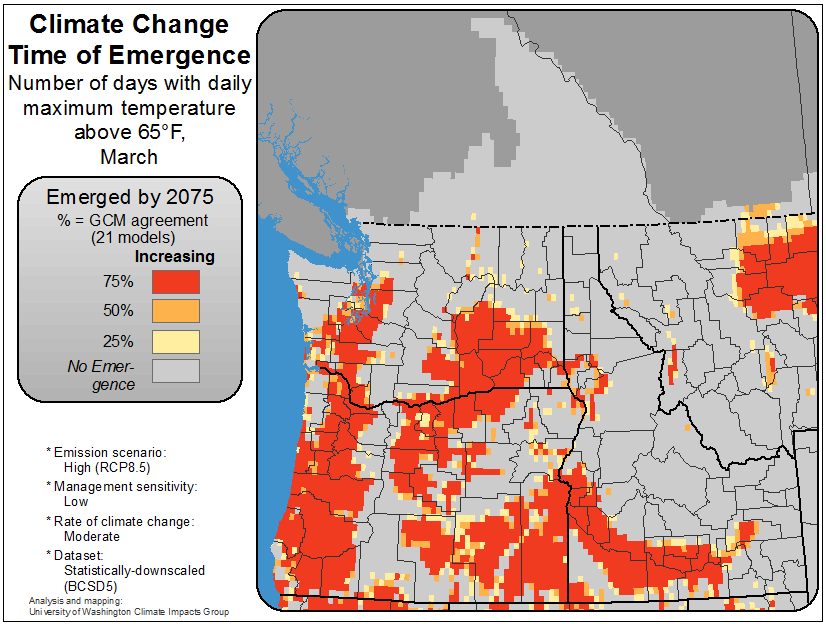 Climate Change
Time of Emergence
Number of days with daily
maximum temperature
above 65°F,
March
Emerged by 2075
% = GCM agreement
(21 models)
Increasing
75%
50%
25%
No Emer-
gence
* Emission scenario:
High (RCP8.5)
* Management sensitivity:
Low
* Rate of climate change:
Moderate
* Dataset:
Statistically-downscaled
(BCSD5)
Analysis and mapping:
University of Washington Climate Impacts Group